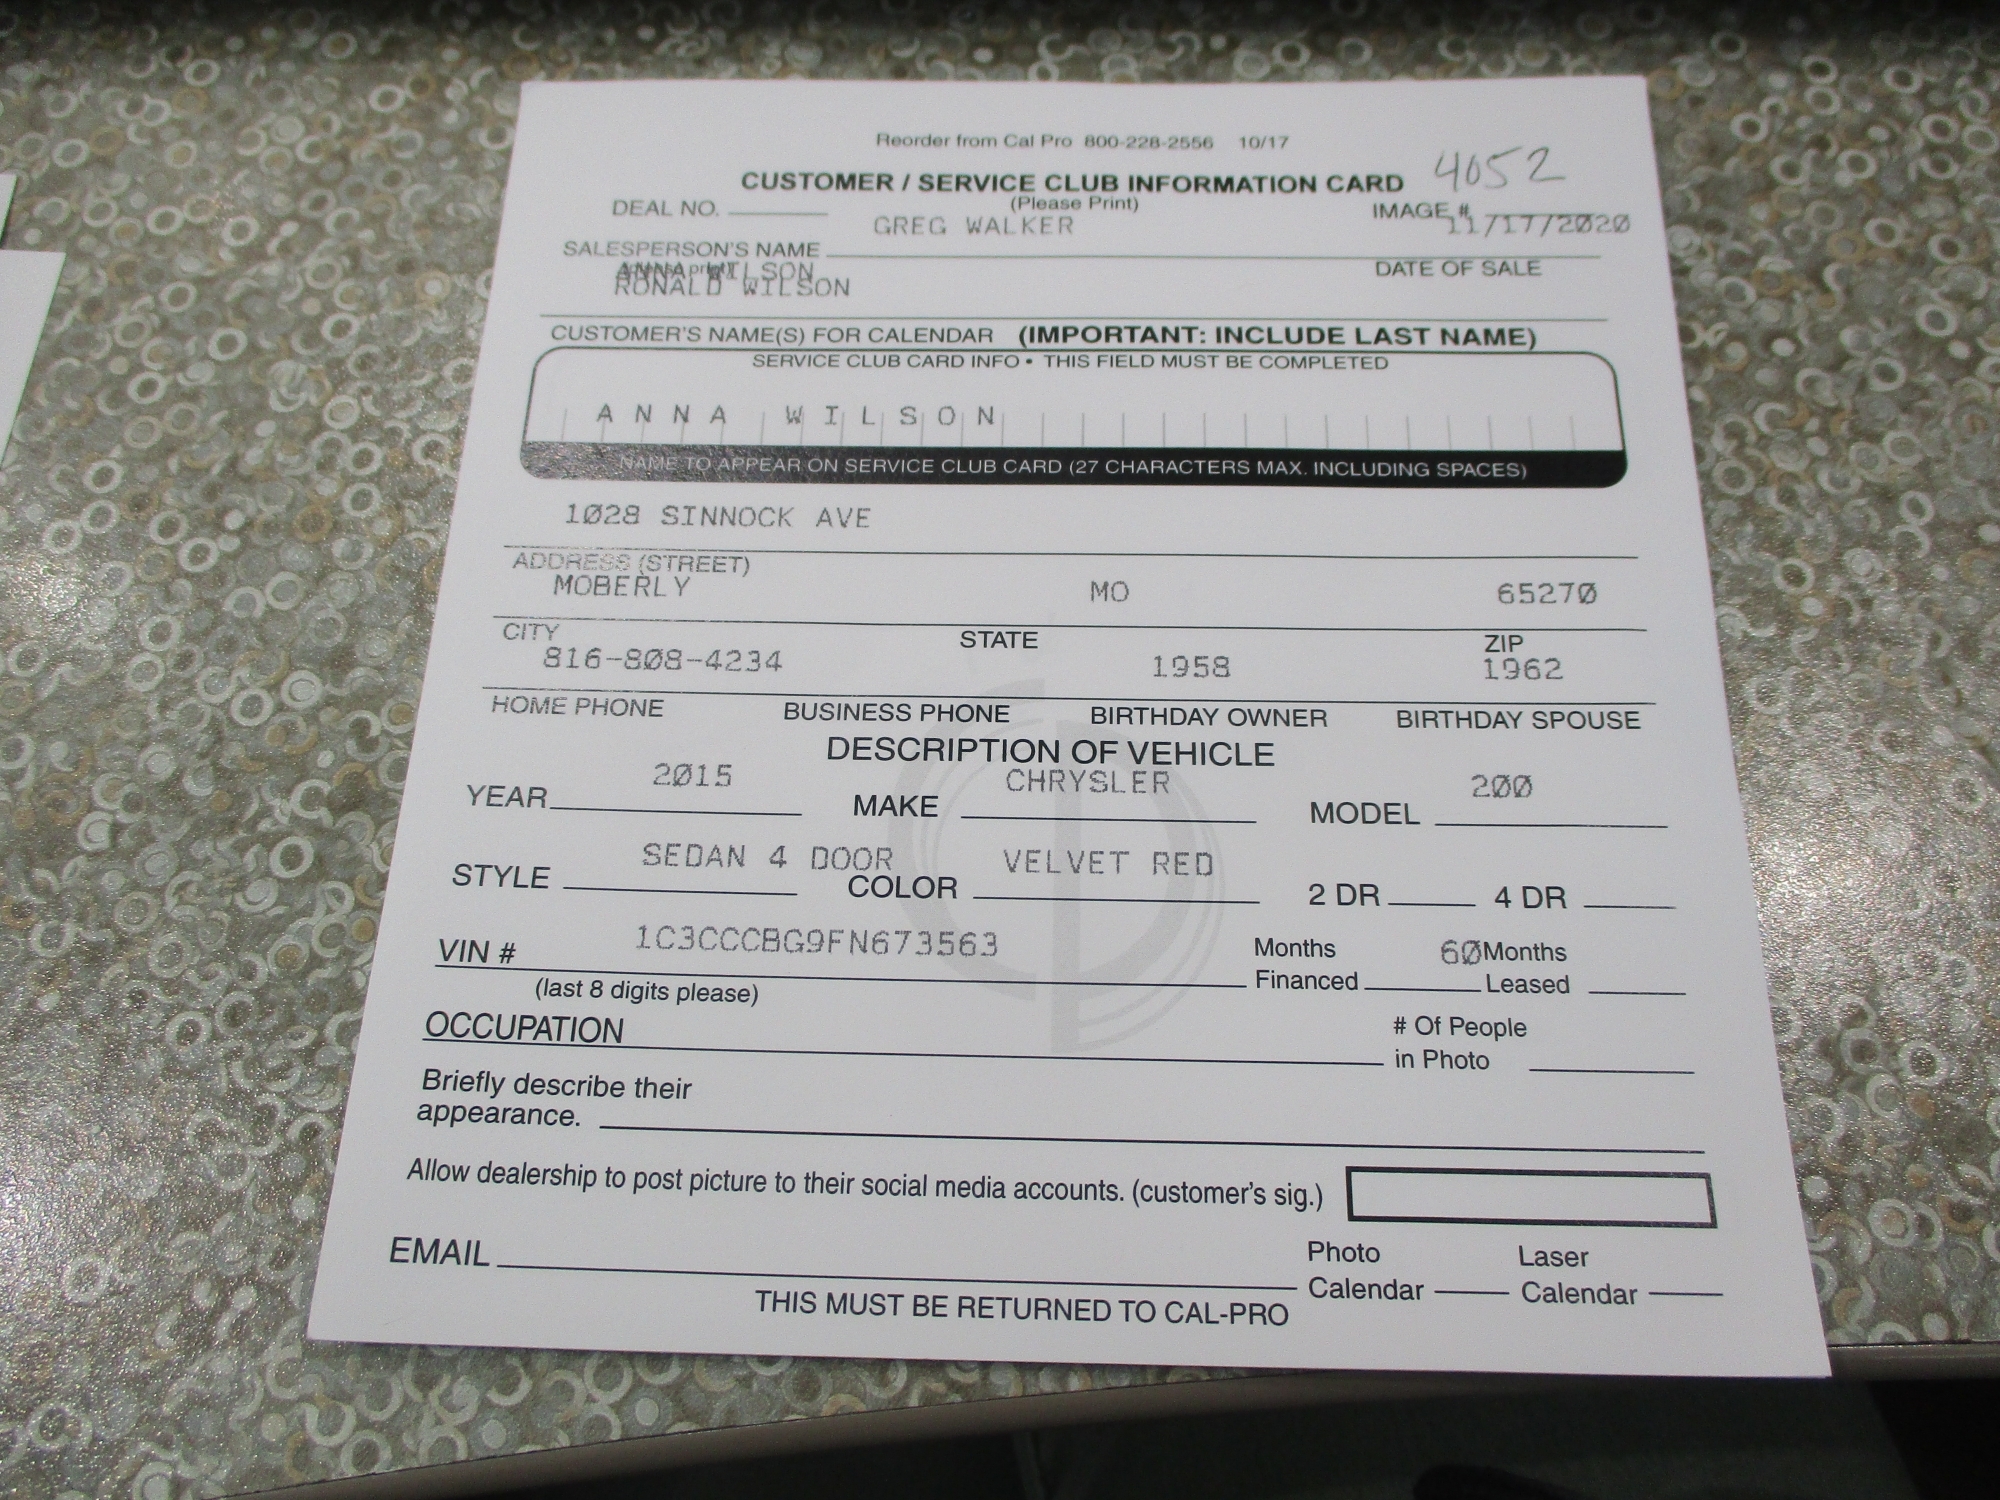 Reorder from Cal Pro 800-228-2556 10/17
CUSTOMER / SERVICE CLUB INFORMATION CARD 4052
DEAL NO. (Please Print) IMAGE #
GREG WALKER 11/17/2020
SALESPERSON'S NAME DATE OF SALE
ANNA WILSON
RONALD WILSON
CUSTOMER'S NAME(S) FOR CALENDAR (IMPORTANT: INCLUDE LAST NAME)
SERVICE CLUB CARD INFO • THIS FIELD MUST BE COMPLETED
ANNA WILSON
NAME TO APPEAR ON SERVICE CLUB CARD (27 CHARACTERS MAX. INCLUDING SPACES)
1028 SINNOCK AVE
ADDRESS (STREET)
MOBERLY MO 65270
CITY STATE ZIP
816-808-4234 1958 1962
HOME PHONE BUSINESS PHONE BIRTHDAY OWNER BIRTHDAY SPOUSE
DESCRIPTION OF VEHICLE
2015 CHRYSLER 200
YEAR MAKE MODEL
SEDAN 4 DOOR VELVET RED
STYLE COLOR 2 DR 4 DR
VIN # 1C3CCCBG9FN673563 Months 60 Months
(last 8 digits please) Financed Leased
OCCUPATION # Of People
in Photo
Briefly describe their
appearance.
Allow dealership to post picture to their social media accounts. (customer's sig.)
EMAIL Photo Laser
Calendar Calendar
THIS MUST BE RETURNED TO CAL-PRO